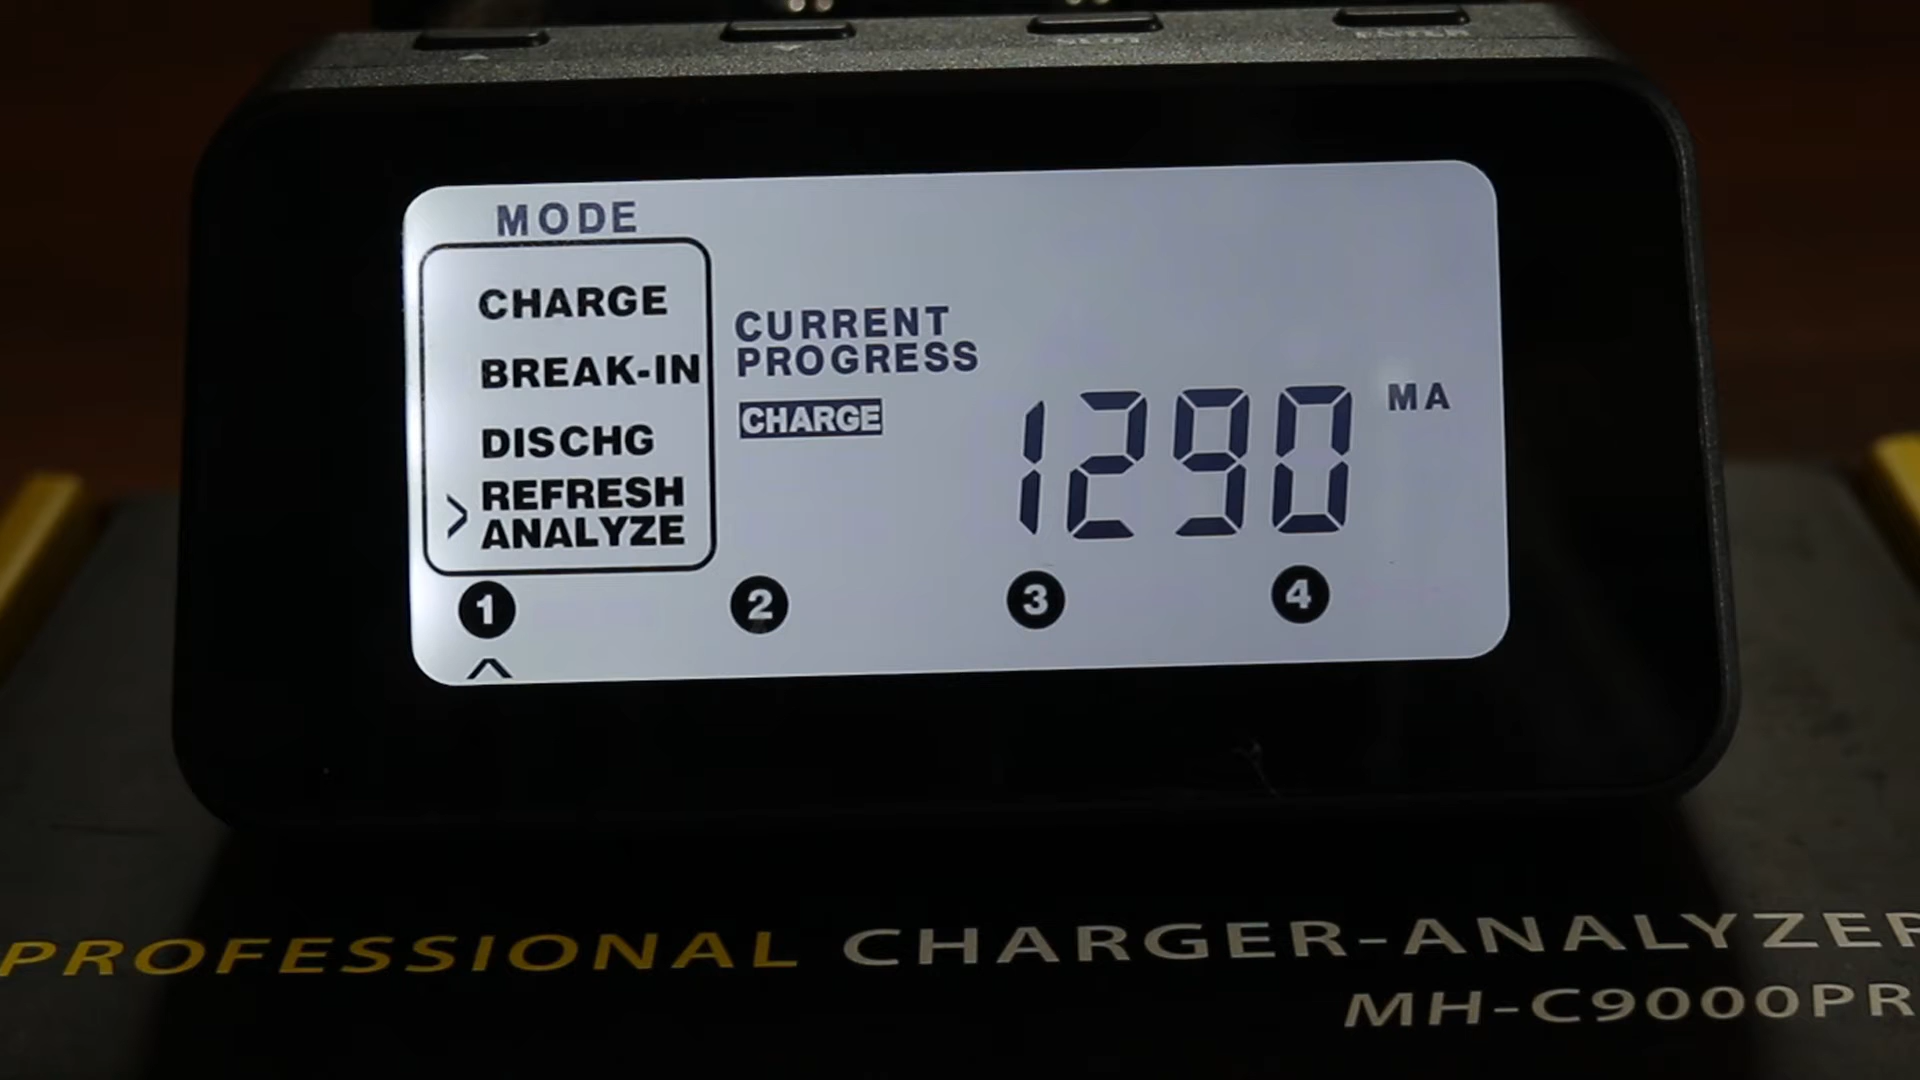 MODE
CHARGE
BREAK-IN
DISCHG
> REFRESH
ANALYZE
CURRENT
PROGRESS
CHARGE
1290 MA
1 2 3 4
PROFESSIONAL CHARGER-ANALYZER
MH-C9000PR